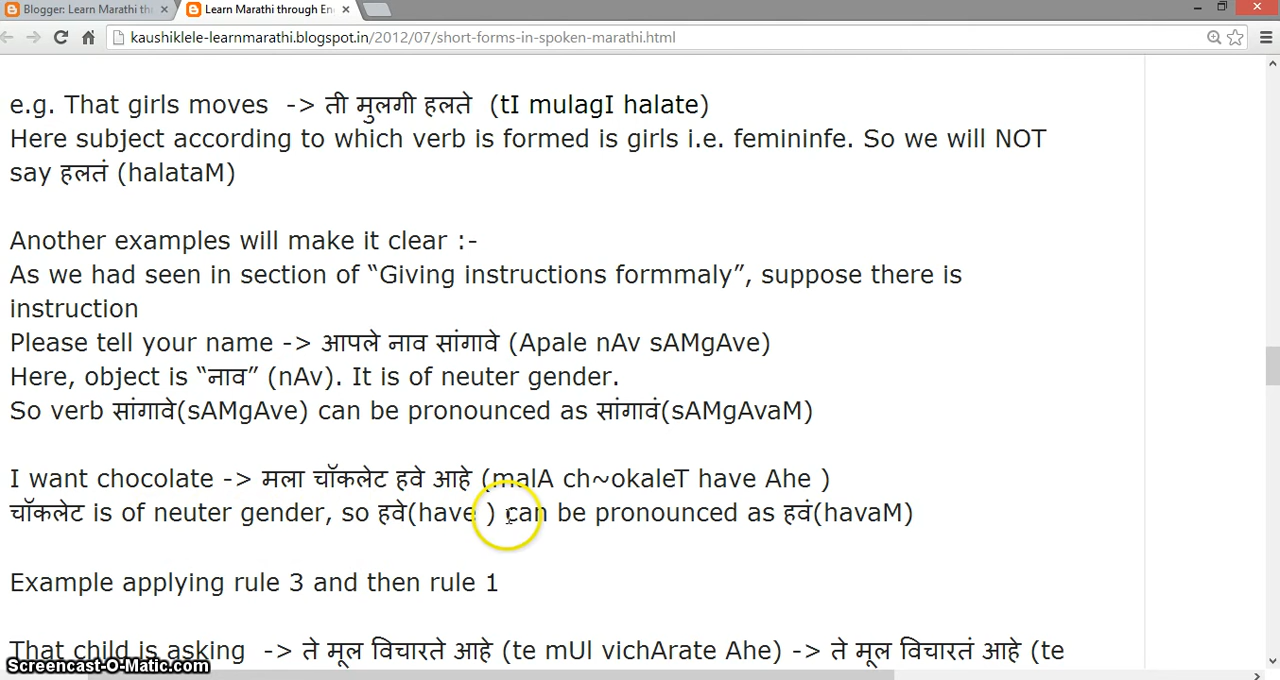 Blogger: Learn Marathi th
Learn Marathi through En
kaushiklele-learnmarathi.blogspot.in/2012/07/short-forms-in-spoken-marathi.html
e.g. That girls moves -> ती मुलगी हलते (tI mulagI halate)
Here subject according to which verb is formed is girls i.e. femininfe. So we will NOT
say हलतं (halataM)
Another examples will make it clear :-
As we had seen in section of “Giving instructions formmaly”, suppose there is
instruction
Please tell your name -> आपले नाव सांगावे (Apale nAv sAMgAve)
Here, object is “नाव” (nAv). It is of neuter gender.
So verb सांगावे(sAMgAve) can be pronounced as सांगावं(sAMgAvaM)
I want chocolate -> मला चॉकलेट हवे आहे (malA ch~okaleT have Ahe )
चॉकलेट is of neuter gender, so हवे(have ) can be pronounced as हवं(havaM)
Example applying rule 3 and then rule 1
That child is asking -> ते मूल विचारते आहे (te mUl vichArate Ahe) -> ते मूल विचारतं आहे (te
Screencast-O-Matic.com